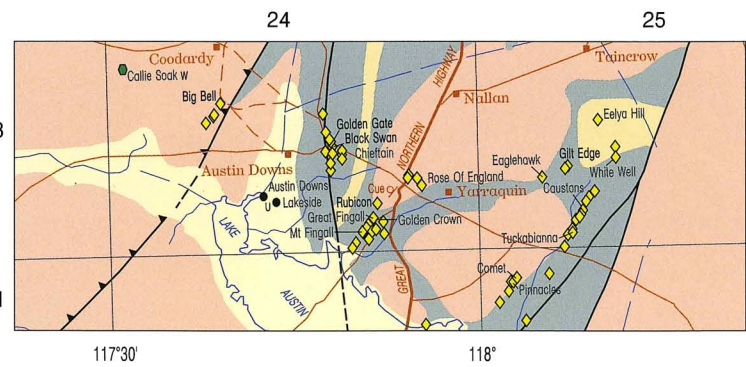 24 25
Coodardy
Callie Soak W
HIGHWAY
Taincrow
Big Bell
Nallan
Eelya Hill
Golden Gate
Black Swan
Chieftain
NORTHERN
Gilt Edge
Eaglehawk
White Well
Austin Downs
Rose Of England
Caustons
Austin Downs
Cue
Yarraquin
U
Lakeside
Rubicon
LAKE
Great Fingall
Golden Crown
Mt Fingall
Tuckabianna
Comet
GREAT
Pinnacles
AUSTIN
117°30' 118°